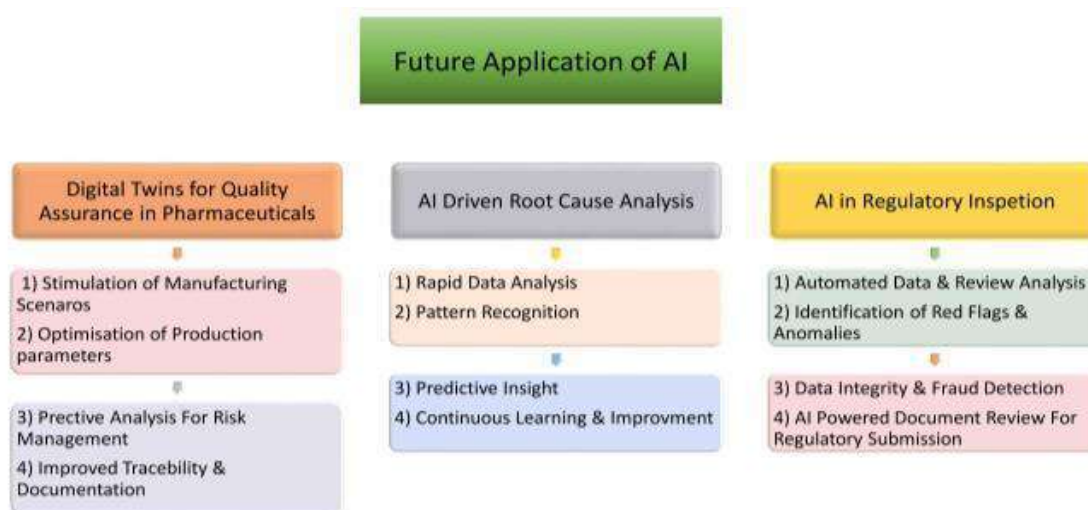 Future Application of AI
Digital Twins for Quality
Assurance in Pharmaceuticals
1) Stimulation of Manufacturing
Scenaros
2) Optimisation of Production
parameters
3) Prective Analysis For Risk
Management
4) Improved Tracebility &
Documentation
AI Driven Root Cause Analysis
1) Rapid Data Analysis
2) Pattern Recognition
3) Predictive Insight
4) Continuous Learning & Improvment
AI in Regulatory Inspetion
1) Automated Data & Review Analysis
2) Identification of Red Flags &
Anomalies
3) Data Integrity & Fraud Detection
4) AI Powered Document Review For
Regulatory Submission